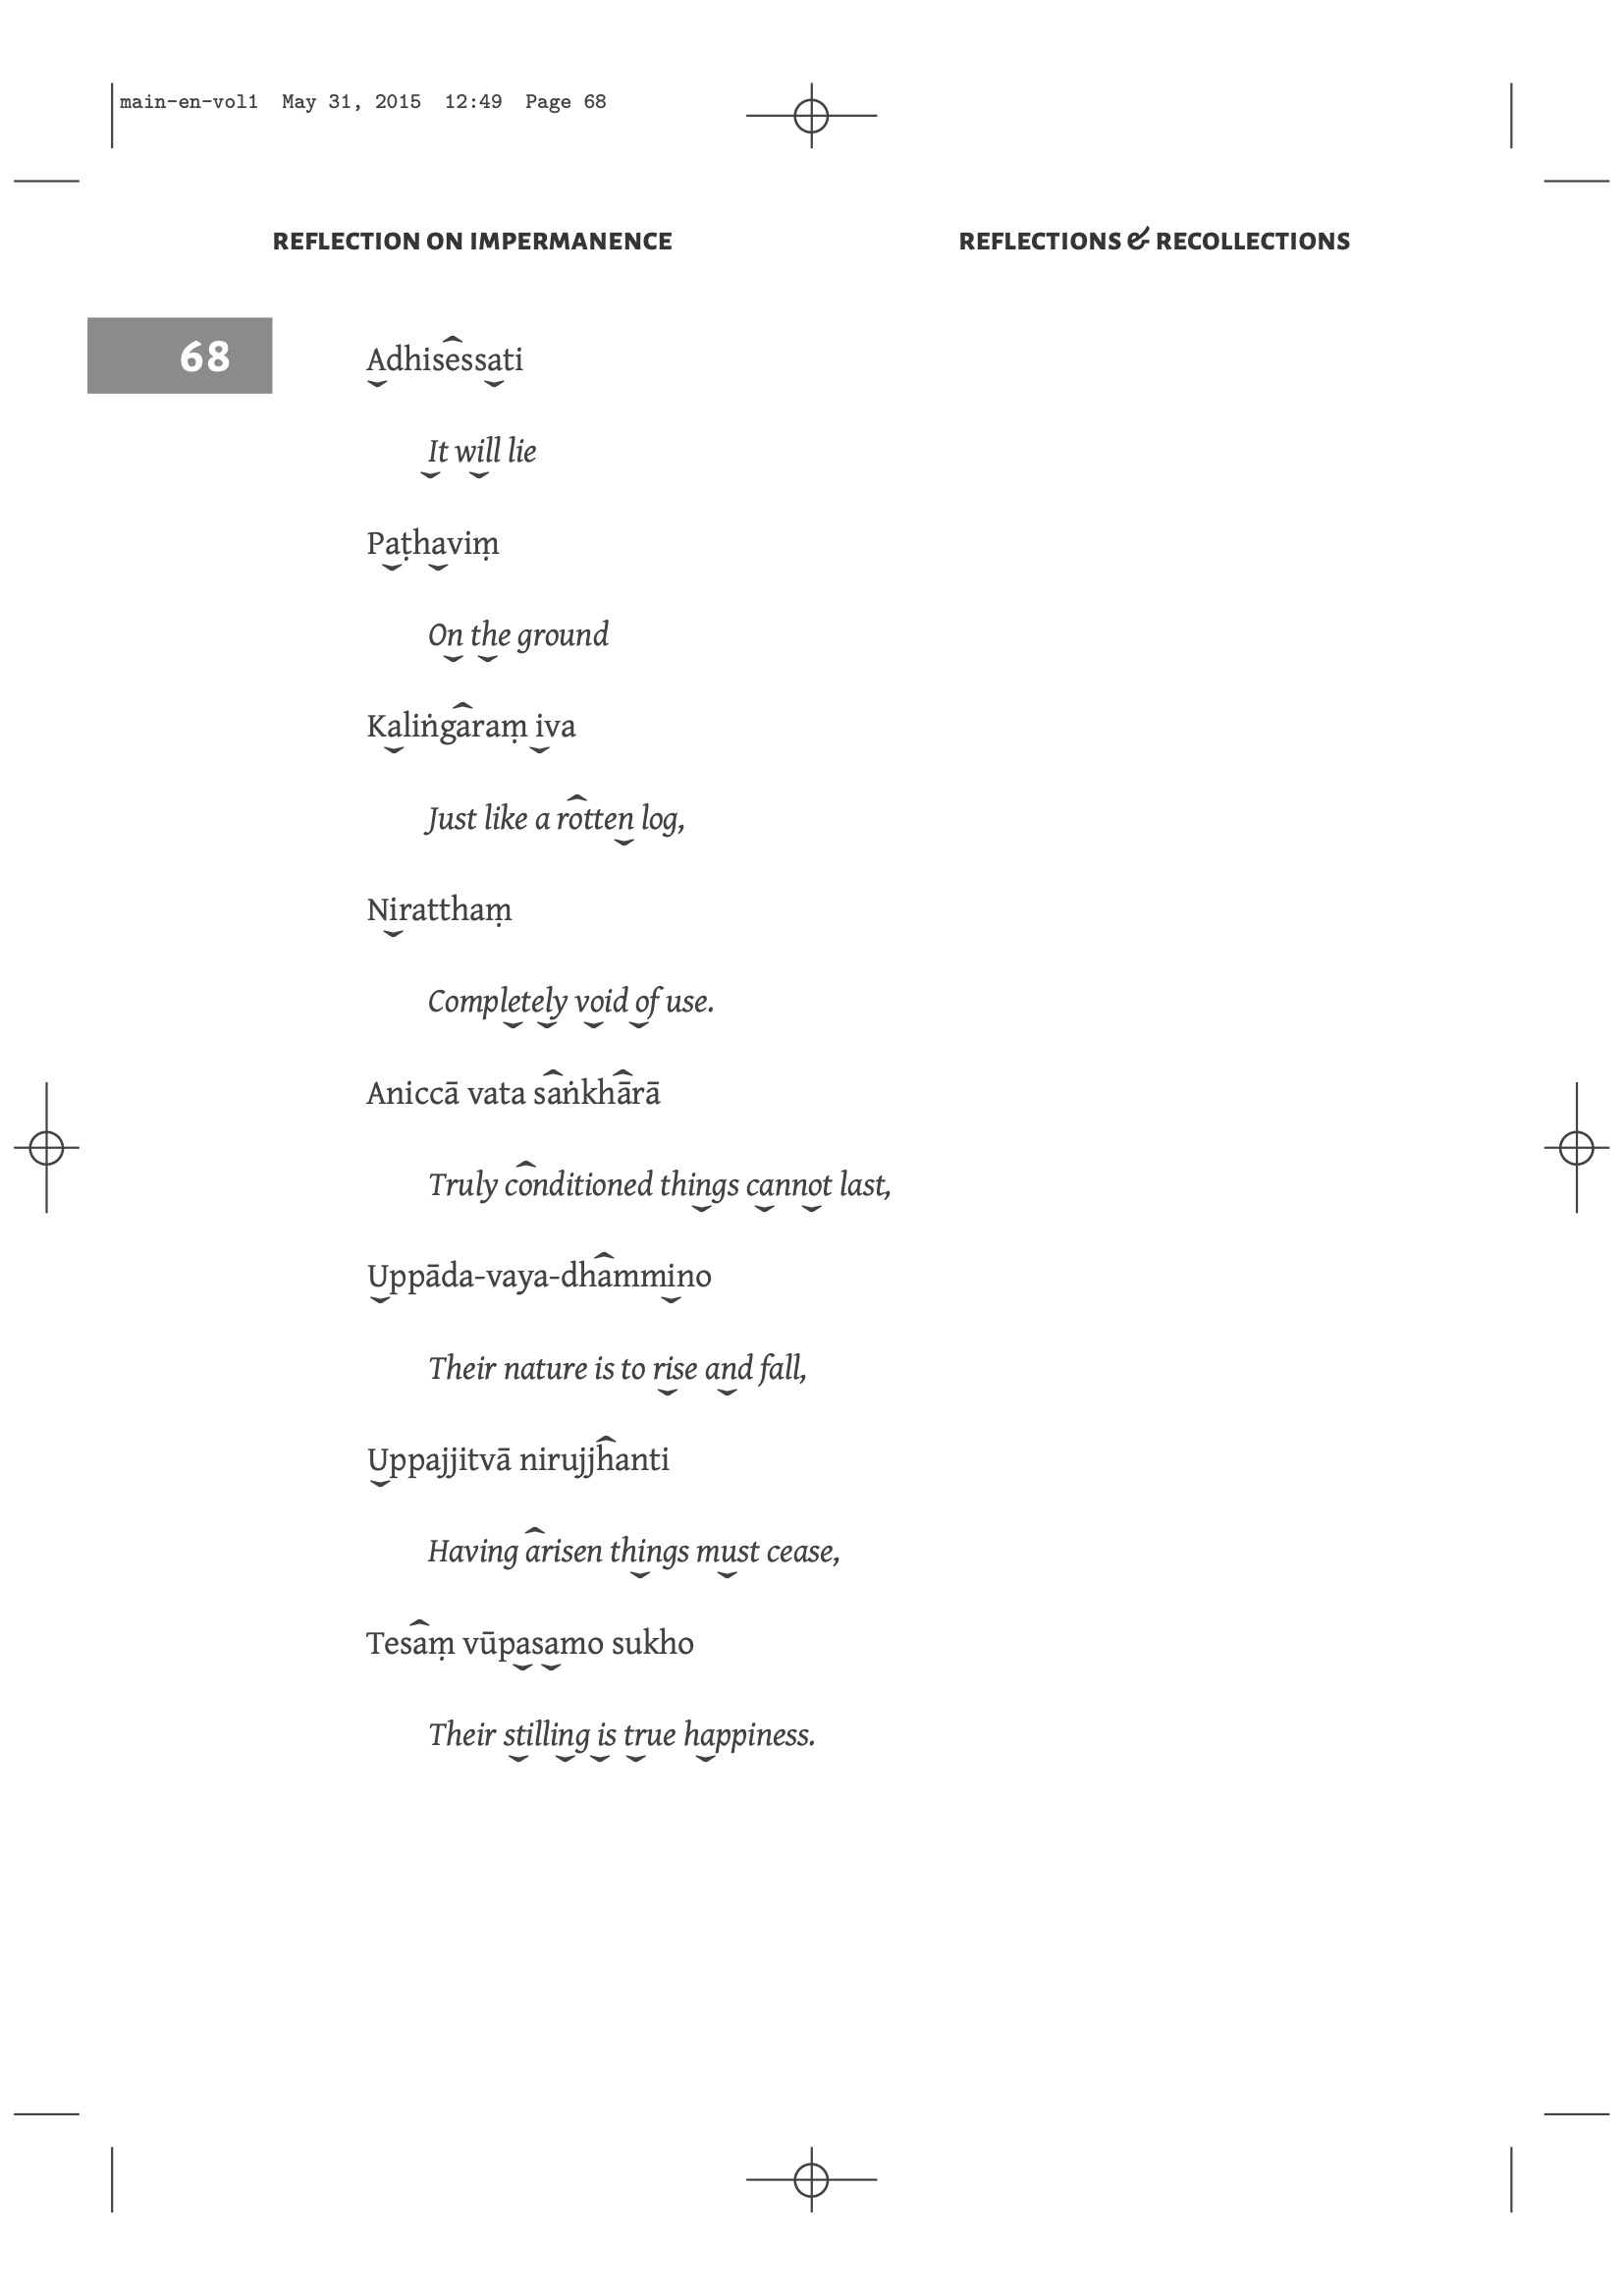 main-en-vol1 May 31, 2015 12:49 Page 68
REFLECTION ON IMPERMANENCE REFLECTIONS & RECOLLECTIONS
68
Adhisessati
It will lie
Paṭhaviṃ
On the ground
Kaliṅgaraṃ iva
Just like a rotten log,
Niratthaṃ
Completely void of use.
Aniccā vata saṅkhārā
Truly conditioned things cannot last,
Uppāda-vaya-dhammino
Their nature is to rise and fall,
Uppajjitvā nirujjhanti
Having arisen things must cease,
Tesaṃ vūpasamo sukho
Their stilling is true happiness.